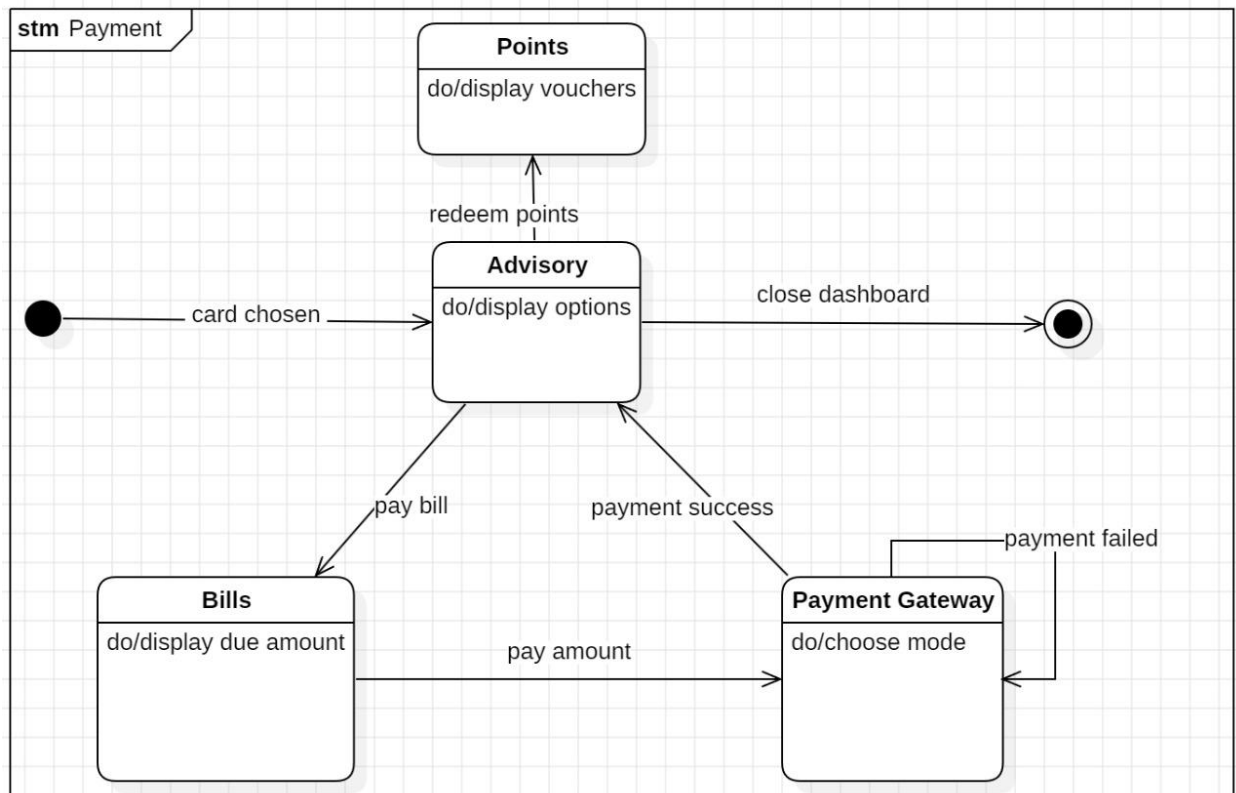 stm Payment
Points
do/display vouchers
redeem points
Advisory
do/display options
card chosen
close dashboard
pay bill
payment success
payment failed
Bills
do/display due amount
pay amount
Payment Gateway
do/choose mode